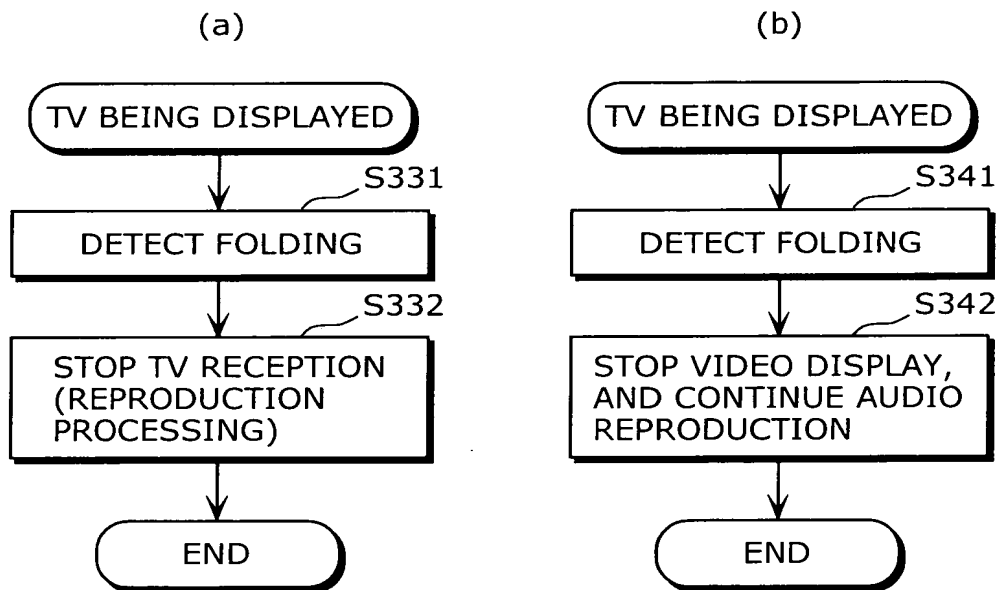 (a)
TV BEING DISPLAYED
S331
DETECT FOLDING
S332
STOP TV RECEPTION
(REPRODUCTION
PROCESSING)
END
(b)
TV BEING DISPLAYED
S341
DETECT FOLDING
S342
STOP VIDEO DISPLAY,
AND CONTINUE AUDIO
REPRODUCTION
END